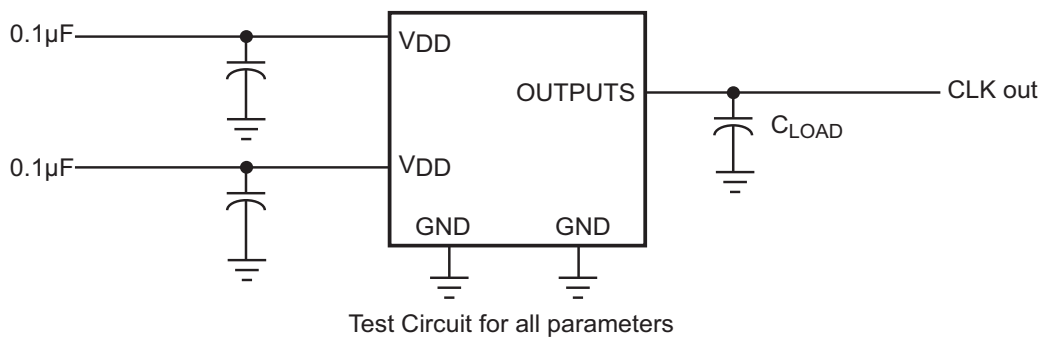 0.1µF
VDD
OUTPUTS
CLK out
CLOAD
0.1µF
VDD
GND GND
Test Circuit for all parameters